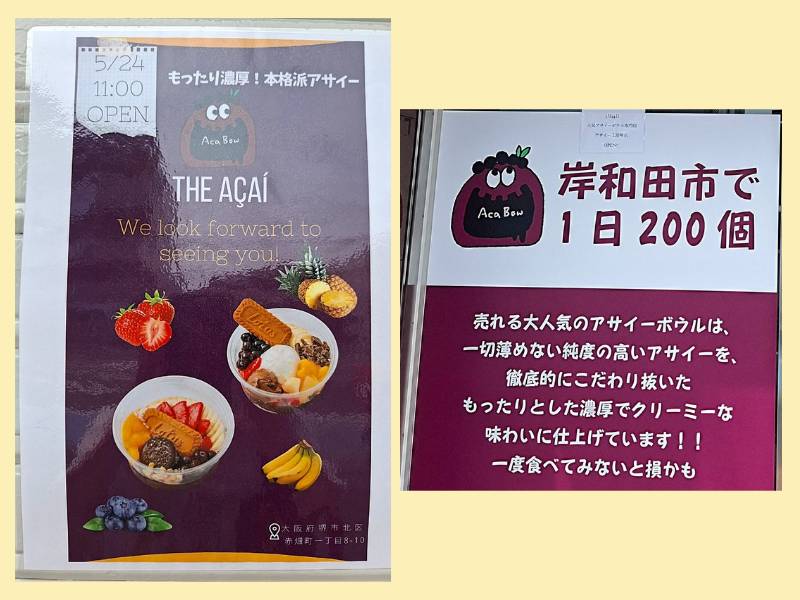 5/24
11:00
OPEN
もったり濃厚！本格派アサイー
Aca Bow
THE AÇAÍ
We look forward to
seeing you!
Lotus
Lotus
大阪府堺市北区
赤畑町一丁目8-10
Aca Bow
岸和田市で
1日200個
売れる大人気のアサイーボウルは、
一切薄めない純度の高いアサイーを、
徹底的にこだわり抜いた
もったりとした濃厚でクリーミーな
味わいに仕上げています！！
一度食べてみないと損かも